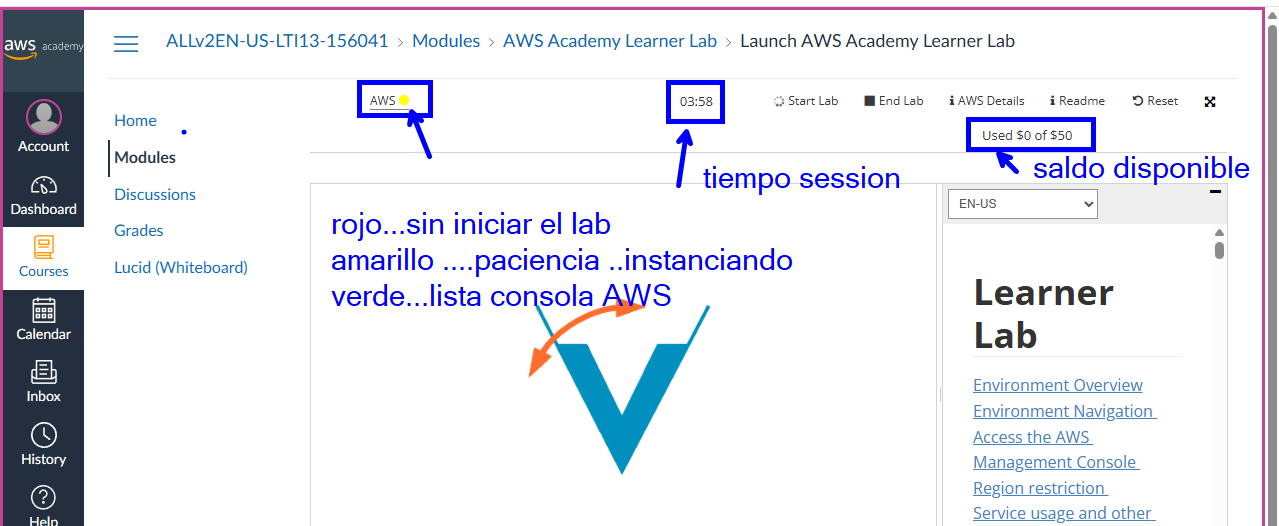 aws academy
ALLv2EN-US-LTI13-156041 > Modules > AWS Academy Learner Lab > Launch AWS Academy Learner Lab
AWS
03:58
Start Lab
End Lab
AWS Details
Readme
Reset
Used $0 of $50
saldo disponible
tiempo session
Account
Dashboard
Courses
Calendar
Inbox
History
Help
Home
Modules
Discussions
Grades
Lucid (Whiteboard)
rojo...sin iniciar el lab
amarillo ....paciencia ..instanciando
verde...lista consola AWS
EN-US
Learner
Lab
Environment Overview
Environment Navigation
Access the AWS
Management Console
Region restriction
Service usage and other